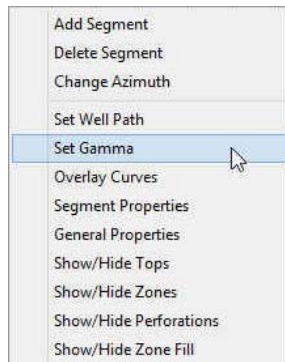 Add Segment
Delete Segment
Change Azimuth
Set Well Path
Set Gamma
Overlay Curves
Segment Properties
General Properties
Show/Hide Tops
Show/Hide Zones
Show/Hide Perforations
Show/Hide Zone Fill